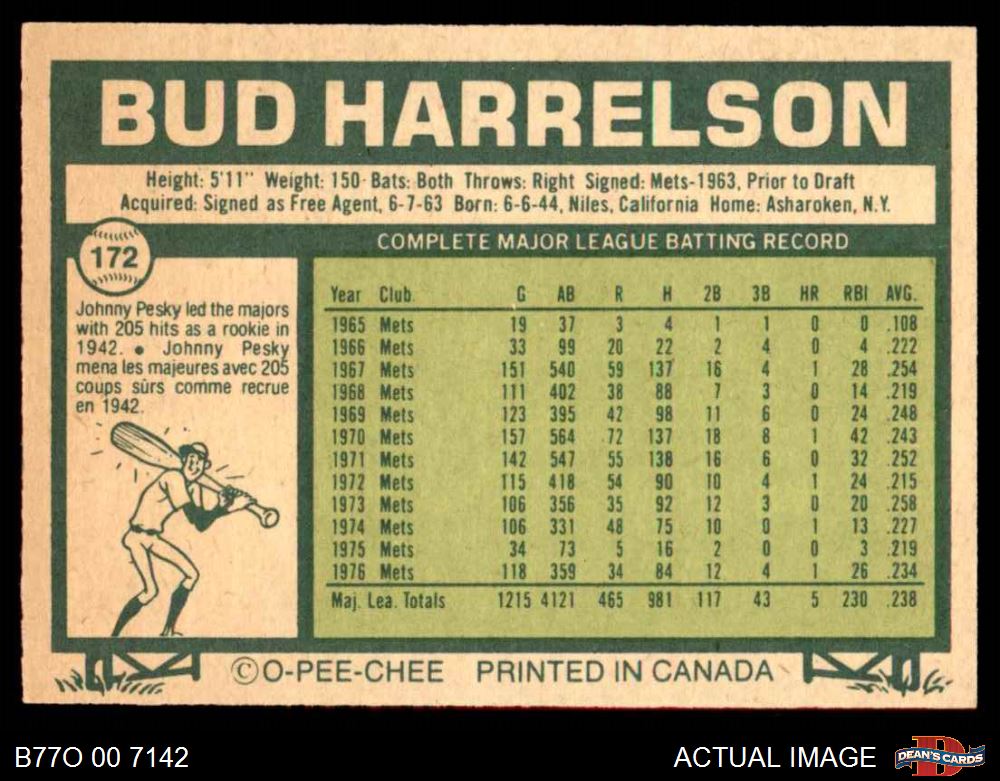 BUD HARRELSON
Height: 5'11" Weight: 150 Bats: Both Throws: Right Signed: Mets-1963, Prior to Draft
Acquired: Signed as Free Agent, 6-7-63 Born: 6-6-44, Niles, California Home: Asharoken, N.Y.
172
Johnny Pesky led the majors
with 205 hits as a rookie in
1942. • Johnny Pesky
mena les majeures avec 205
coups sûrs comme recrue
en 1942.
COMPLETE MAJOR LEAGUE BATTING RECORD
Year Club G AB R H 2B 3B HR RBI AVG.
1965 Mets 19 37 3 4 1 1 0 0 .108
1966 Mets 33 99 20 22 2 4 0 4 .222
1967 Mets 151 540 59 137 16 4 1 28 .254
1968 Mets 111 402 38 88 7 3 0 14 .219
1969 Mets 123 395 42 98 11 6 0 24 .248
1970 Mets 157 564 72 137 18 8 1 42 .243
1971 Mets 142 547 55 138 16 6 0 32 .252
1972 Mets 115 418 54 90 10 4 1 24 .215
1973 Mets 106 356 35 92 12 3 0 20 .258
1974 Mets 106 331 48 75 10 0 1 13 .227
1975 Mets 34 73 5 16 2 0 0 3 .219
1976 Mets 118 359 34 84 12 4 1 26 .234
Maj. Lea. Totals 1215 4121 465 981 117 43 5 230 .238
©O-PEE-CHEE PRINTED IN CANADA
B77O 00 7142
ACTUAL IMAGE
D
DEAN'S CARDS